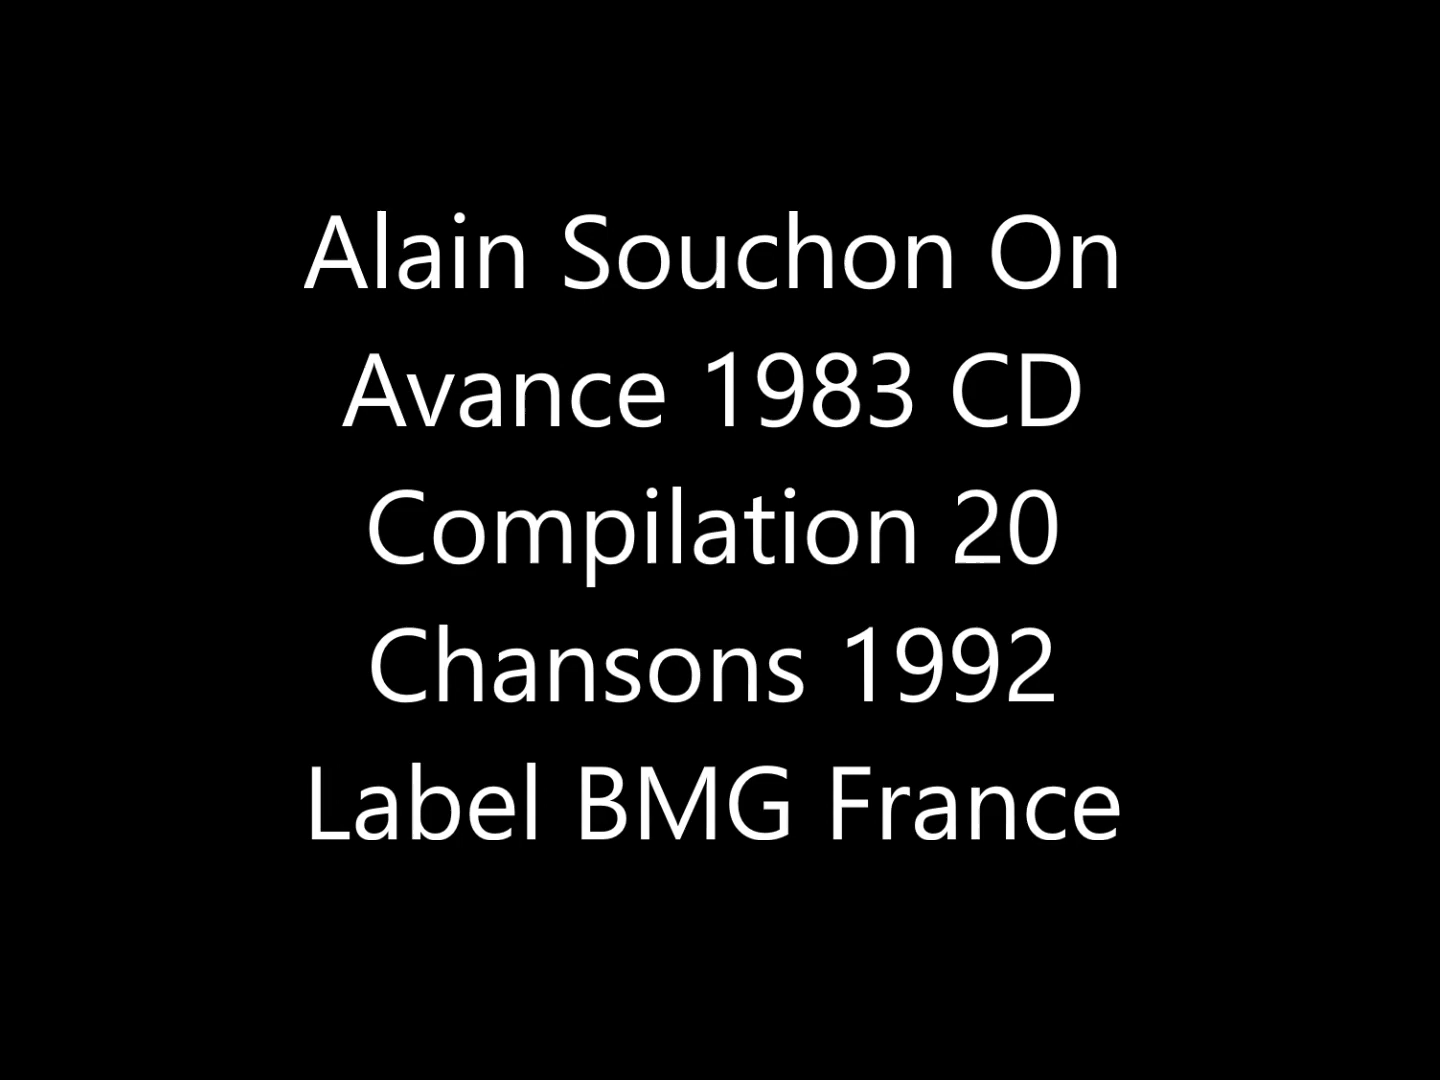 Alain Souchon On
Avance 1983 CD
Compilation 20
Chansons 1992
Label BMG France